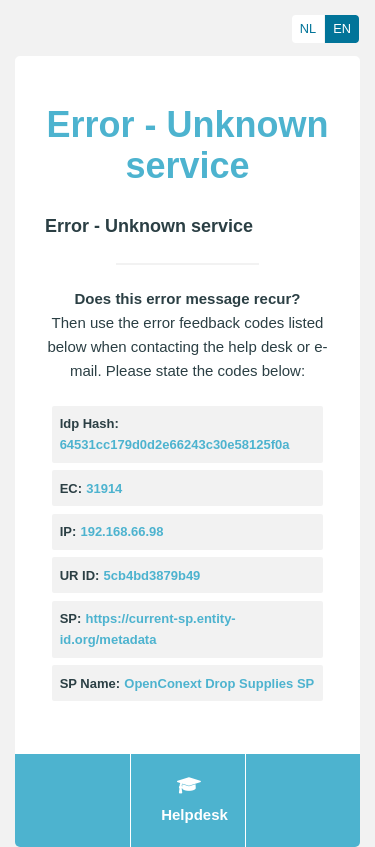 NL EN
Error - Unknown
service
Error - Unknown service
Does this error message recur?
Then use the error feedback codes listed
below when contacting the help desk or e-
mail. Please state the codes below:
Idp Hash:
64531cc179d0d2e66243c30e58125f0a
EC: 31914
IP: 192.168.66.98
UR ID: 5cb4bd3879b49
SP: https://current-sp.entity-
id.org/metadata
SP Name: OpenConext Drop Supplies SP
Helpdesk